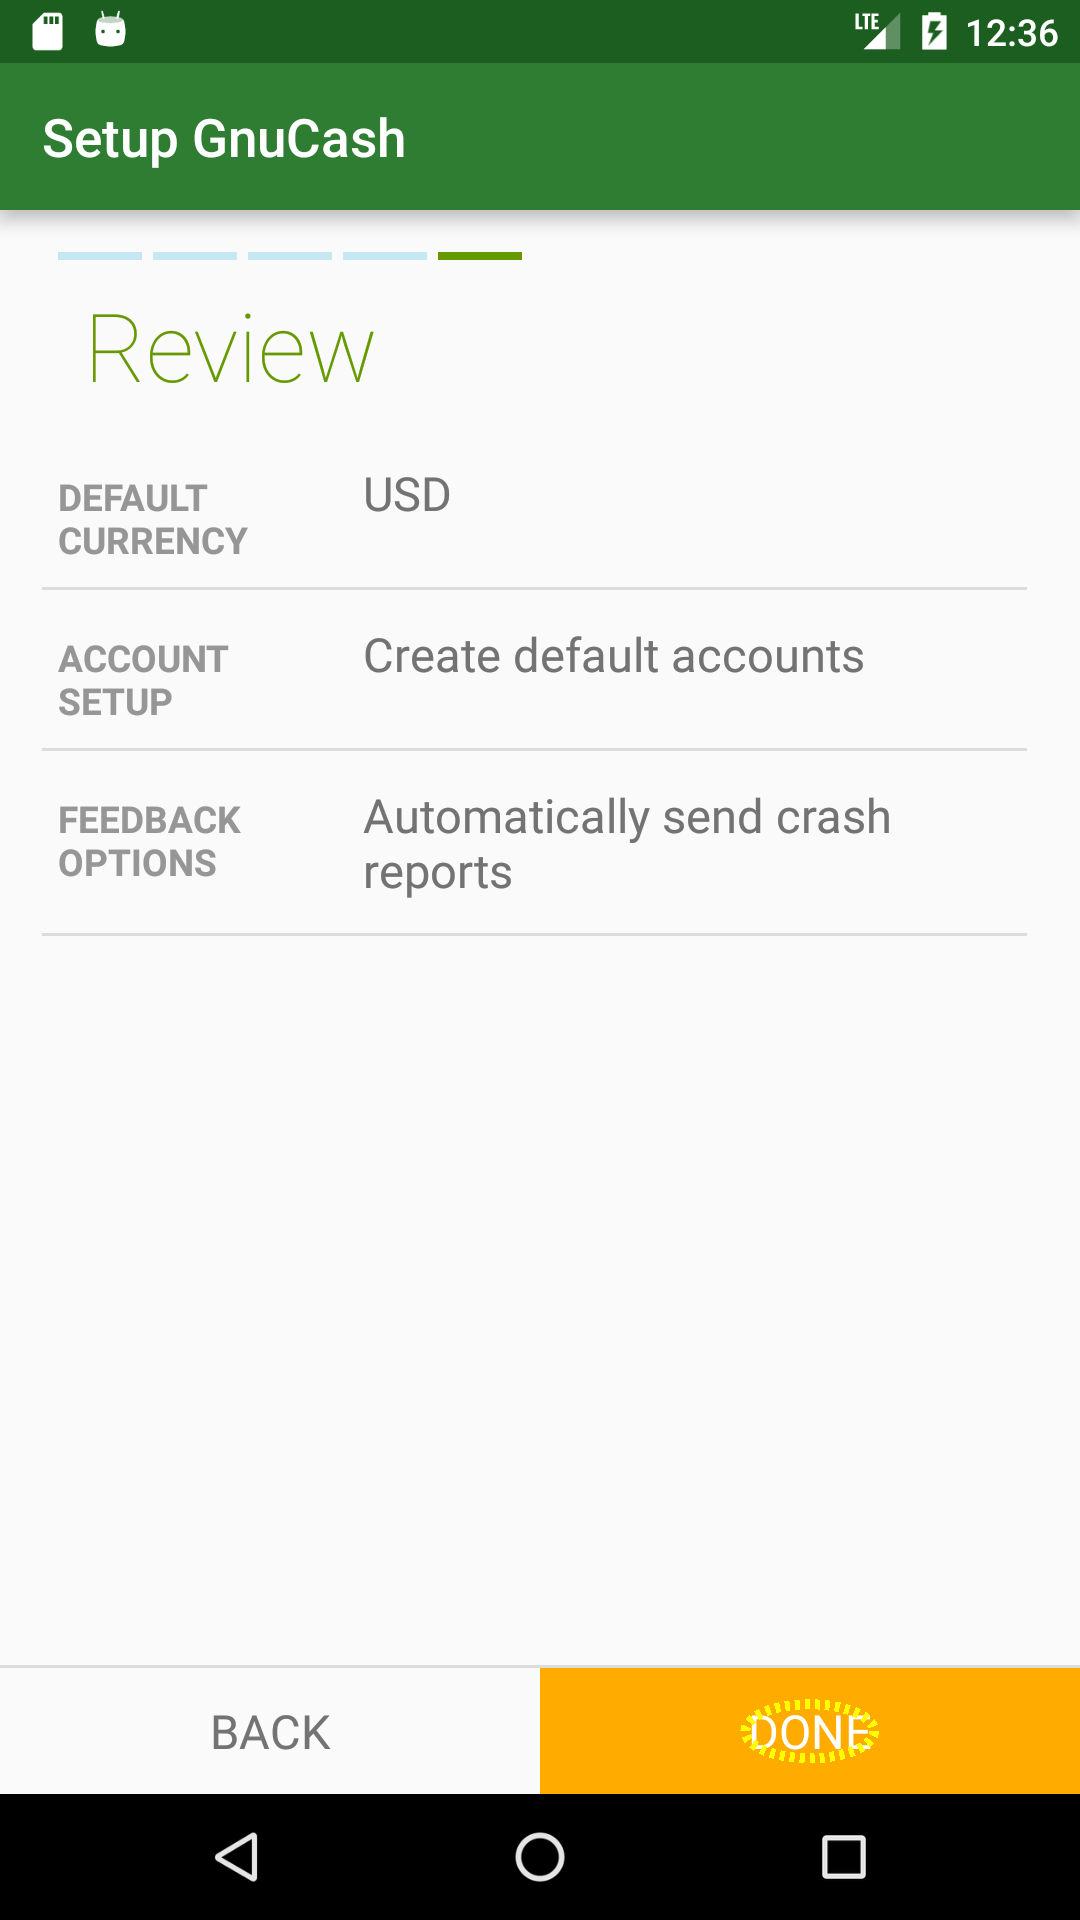 LTE 12:36
Setup GnuCash
Review
DEFAULT USD
CURRENCY
ACCOUNT Create default accounts
SETUP
FEEDBACK Automatically send crash
OPTIONS reports
BACK DONE